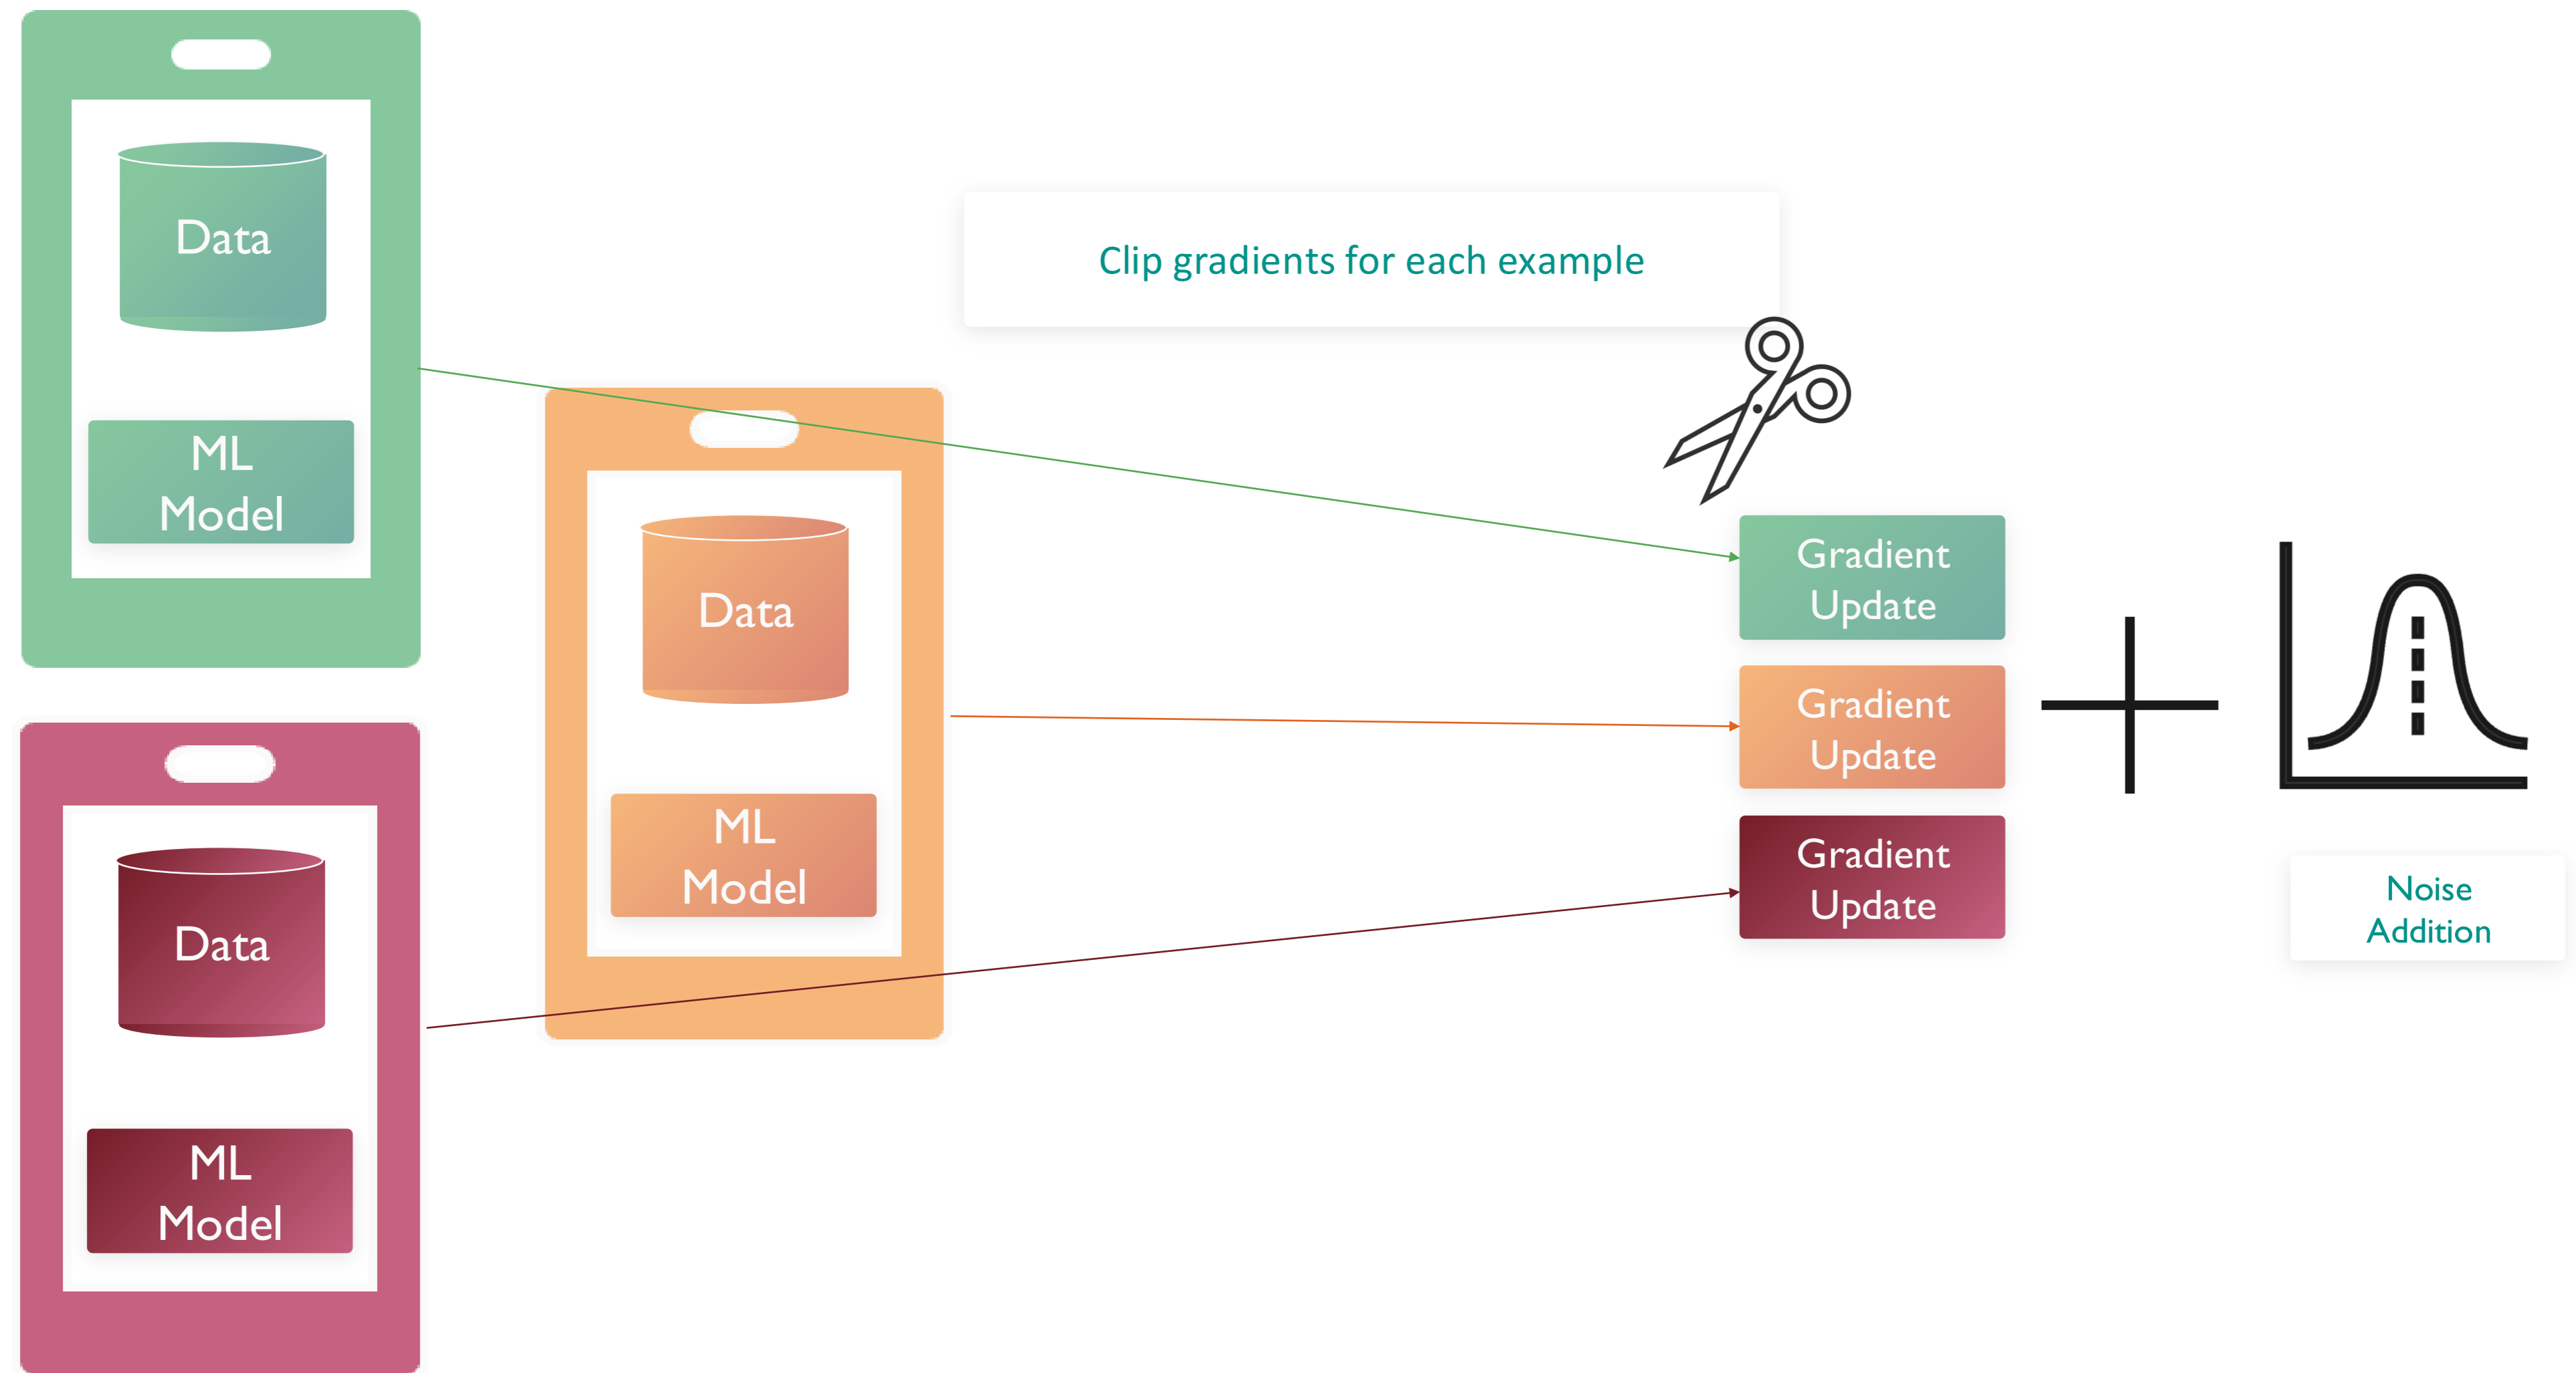 Data
ML
Model
Data
ML
Model
Data
ML
Model
Clip gradients for each example
Gradient
Update
Gradient
Update
Gradient
Update
Noise
Addition